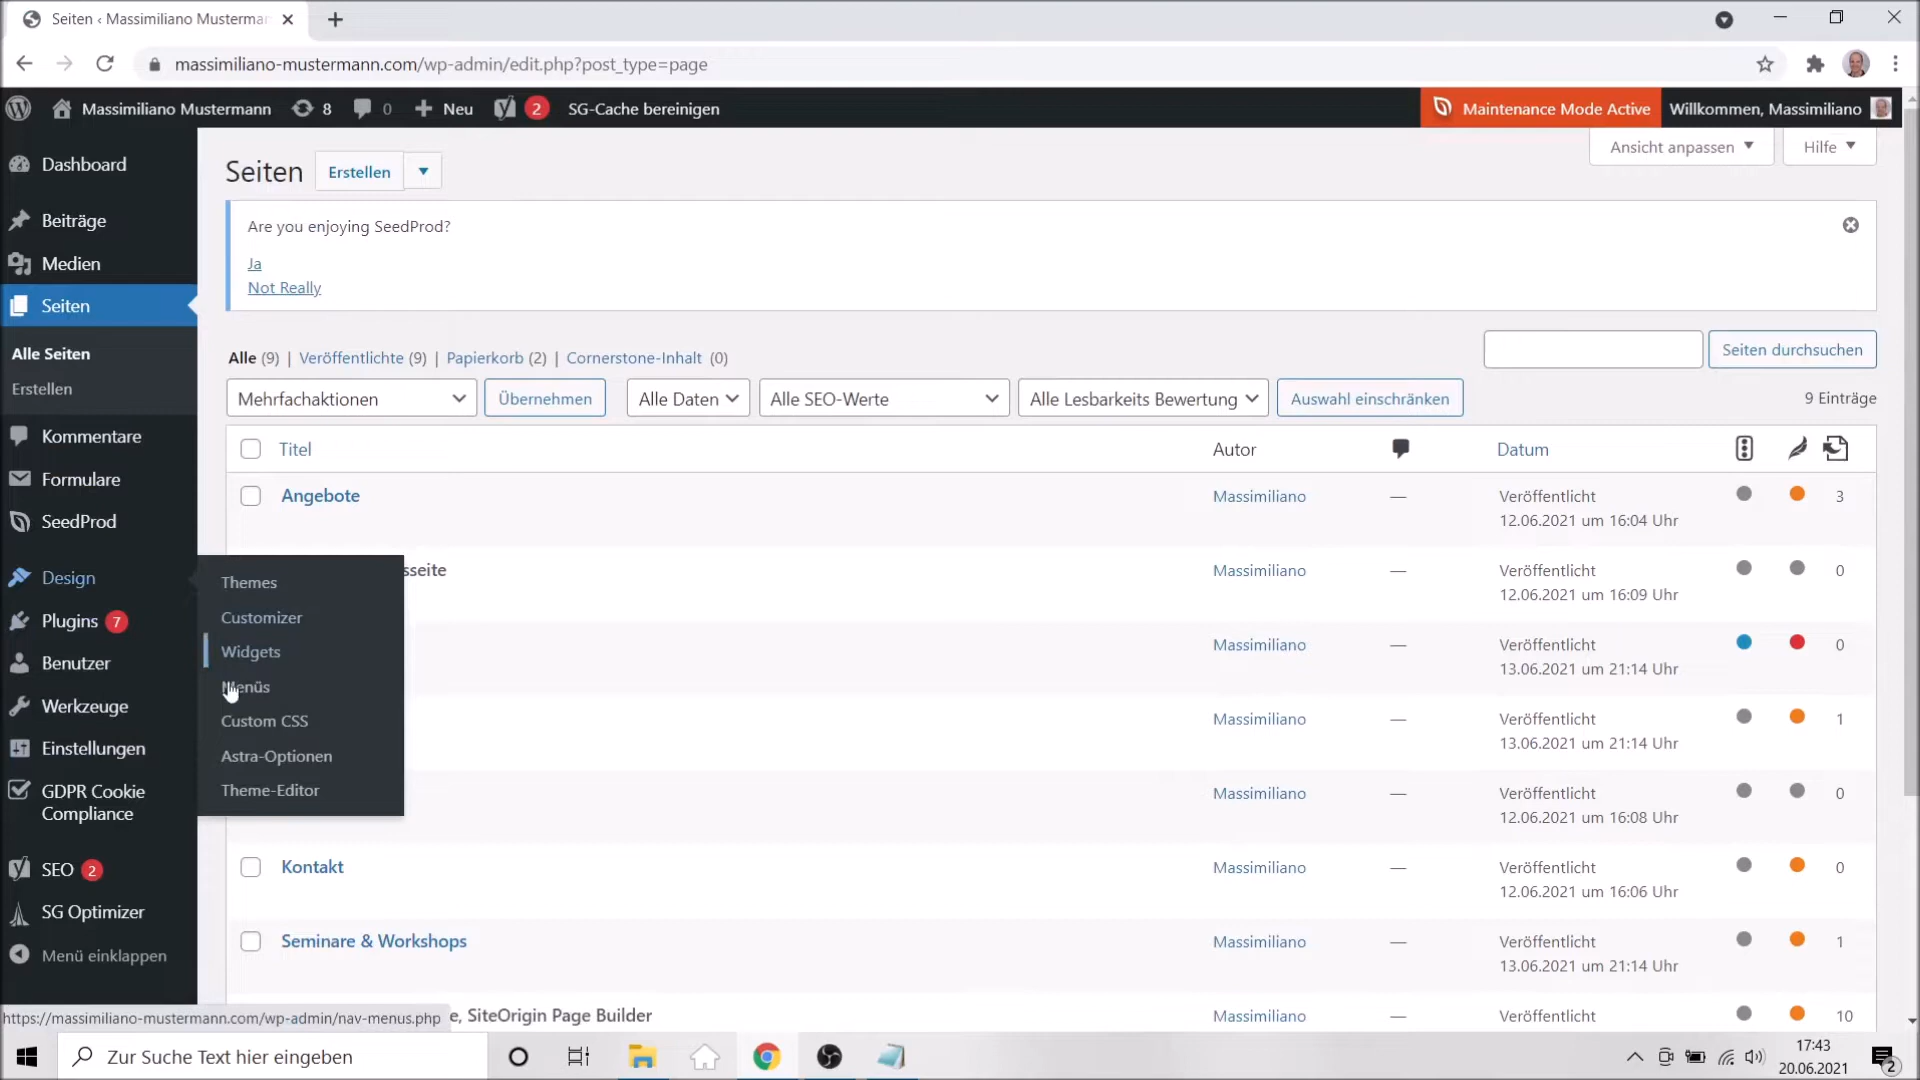 Seiten ‹ Massimiliano Musterman
massimiliano-mustermann.com/wp-admin/edit.php?post_type=page
Massimiliano Mustermann 8 0 Neu 2 SG-Cache bereinigen
Maintenance Mode Active Willkommen, Massimiliano
Dashboard
Beiträge
Medien
Seiten
Alle Seiten
Erstellen
Kommentare
Formulare
SeedProd
Design
Plugins 7
Benutzer
Werkzeuge
Einstellungen
GDPR Cookie
Compliance
SEO 2
SG Optimizer
Menü einklappen
Themes
Customizer
Widgets
Menüs
Custom CSS
Astra-Optionen
Theme-Editor
Ansicht anpassen Hilfe
Seiten Erstellen
Are you enjoying SeedProd?
Ja
Not Really
Alle (9) | Veröffentlichte (9) | Papierkorb (2) | Cornerstone-Inhalt (0)
Seiten durchsuchen
Mehrfachaktionen Übernehmen Alle Daten Alle SEO-Werte Alle Lesbarkeits Bewertung Auswahl einschränken 9 Einträge
Titel Autor Datum
Angebote Massimiliano — Veröffentlicht 3
12.06.2021 um 16:04 Uhr
sseite Massimiliano — Veröffentlicht 0
12.06.2021 um 16:09 Uhr
Massimiliano — Veröffentlicht 0
13.06.2021 um 21:14 Uhr
Massimiliano — Veröffentlicht 1
13.06.2021 um 21:14 Uhr
Massimiliano — Veröffentlicht 0
12.06.2021 um 16:08 Uhr
Kontakt Massimiliano — Veröffentlicht 0
12.06.2021 um 16:06 Uhr
Seminare & Workshops Massimiliano — Veröffentlicht 1
13.06.2021 um 21:14 Uhr
e, SiteOrigin Page Builder Massimiliano — Veröffentlicht 10
https://massimiliano-mustermann.com/wp-admin/nav-menus.php
Zur Suche Text hier eingeben
17:43
20.06.2021
2